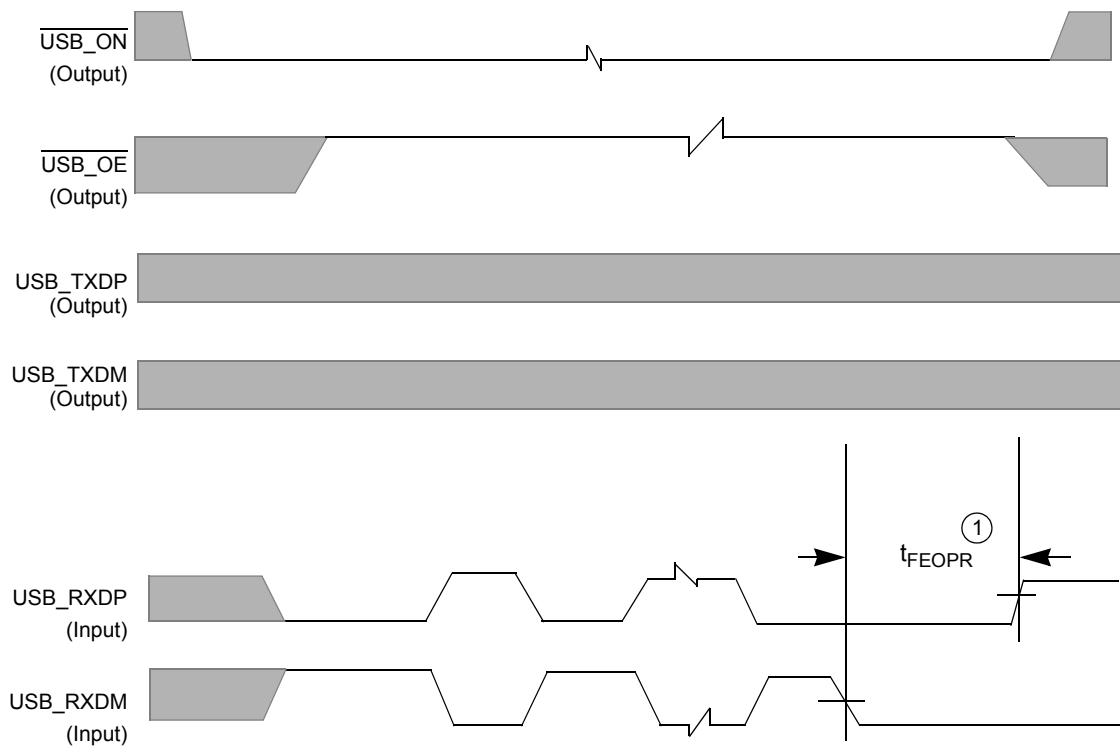 USB_ON
(Output)
USB_OE
(Output)
USB_TXDP
(Output)
USB_TXDM
(Output)
1
tFEOPR
USB_RXDP
(Input)
USB_RXDM
(Input)